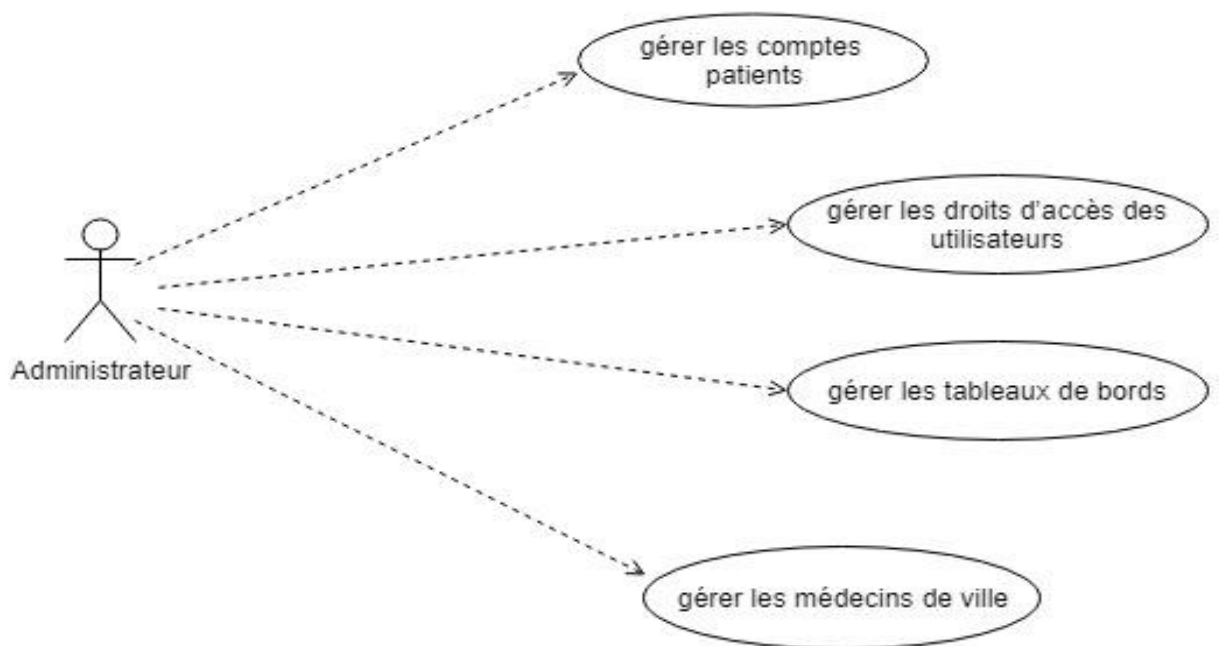 gérer les comptes
patients
gérer les droits d'accès des
utilisateurs
Administrateur
gérer les tableaux de bords
gérer les médecins de ville